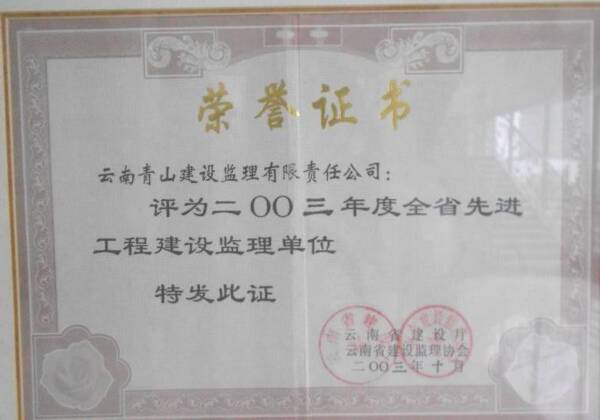 荣誉证书
云南青山建设监理有限责任公司：
评为二OO三年度全省先进
工程建设监理单位
特发此证
云南省建设厅
云南省建设监理协会
二OO三年十月